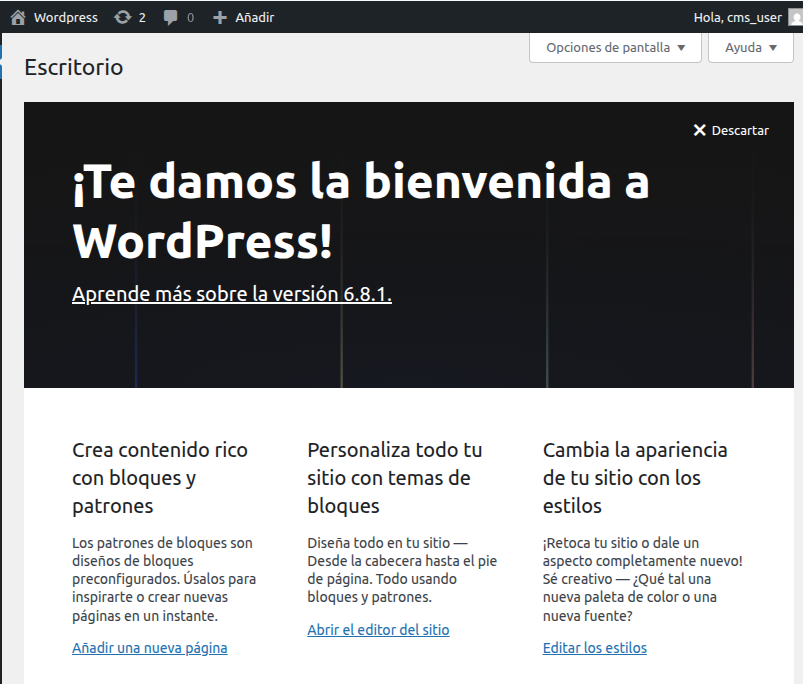 Wordpress 2 0 Añadir Hola, cms_user
Opciones de pantalla ▼ Ayuda ▼
Escritorio
Descartar
¡Te damos la bienvenida a
WordPress!
Aprende más sobre la versión 6.8.1.
Crea contenido rico
con bloques y
patrones
Los patrones de bloques son
diseños de bloques
preconfigurados. Úsalos para
inspirarte o crear nuevas
páginas en un instante.
Añadir una nueva página
Personaliza todo tu
sitio con temas de
bloques
Diseña todo en tu sitio —
Desde la cabecera hasta el pie
de página. Todo usando
bloques y patrones.
Abrir el editor del sitio
Cambia la apariencia
de tu sitio con los
estilos
¡Retoca tu sitio o dale un
aspecto completamente nuevo!
Sé creativo — ¿Qué tal una
nueva paleta de color o una
nueva fuente?
Editar los estilos